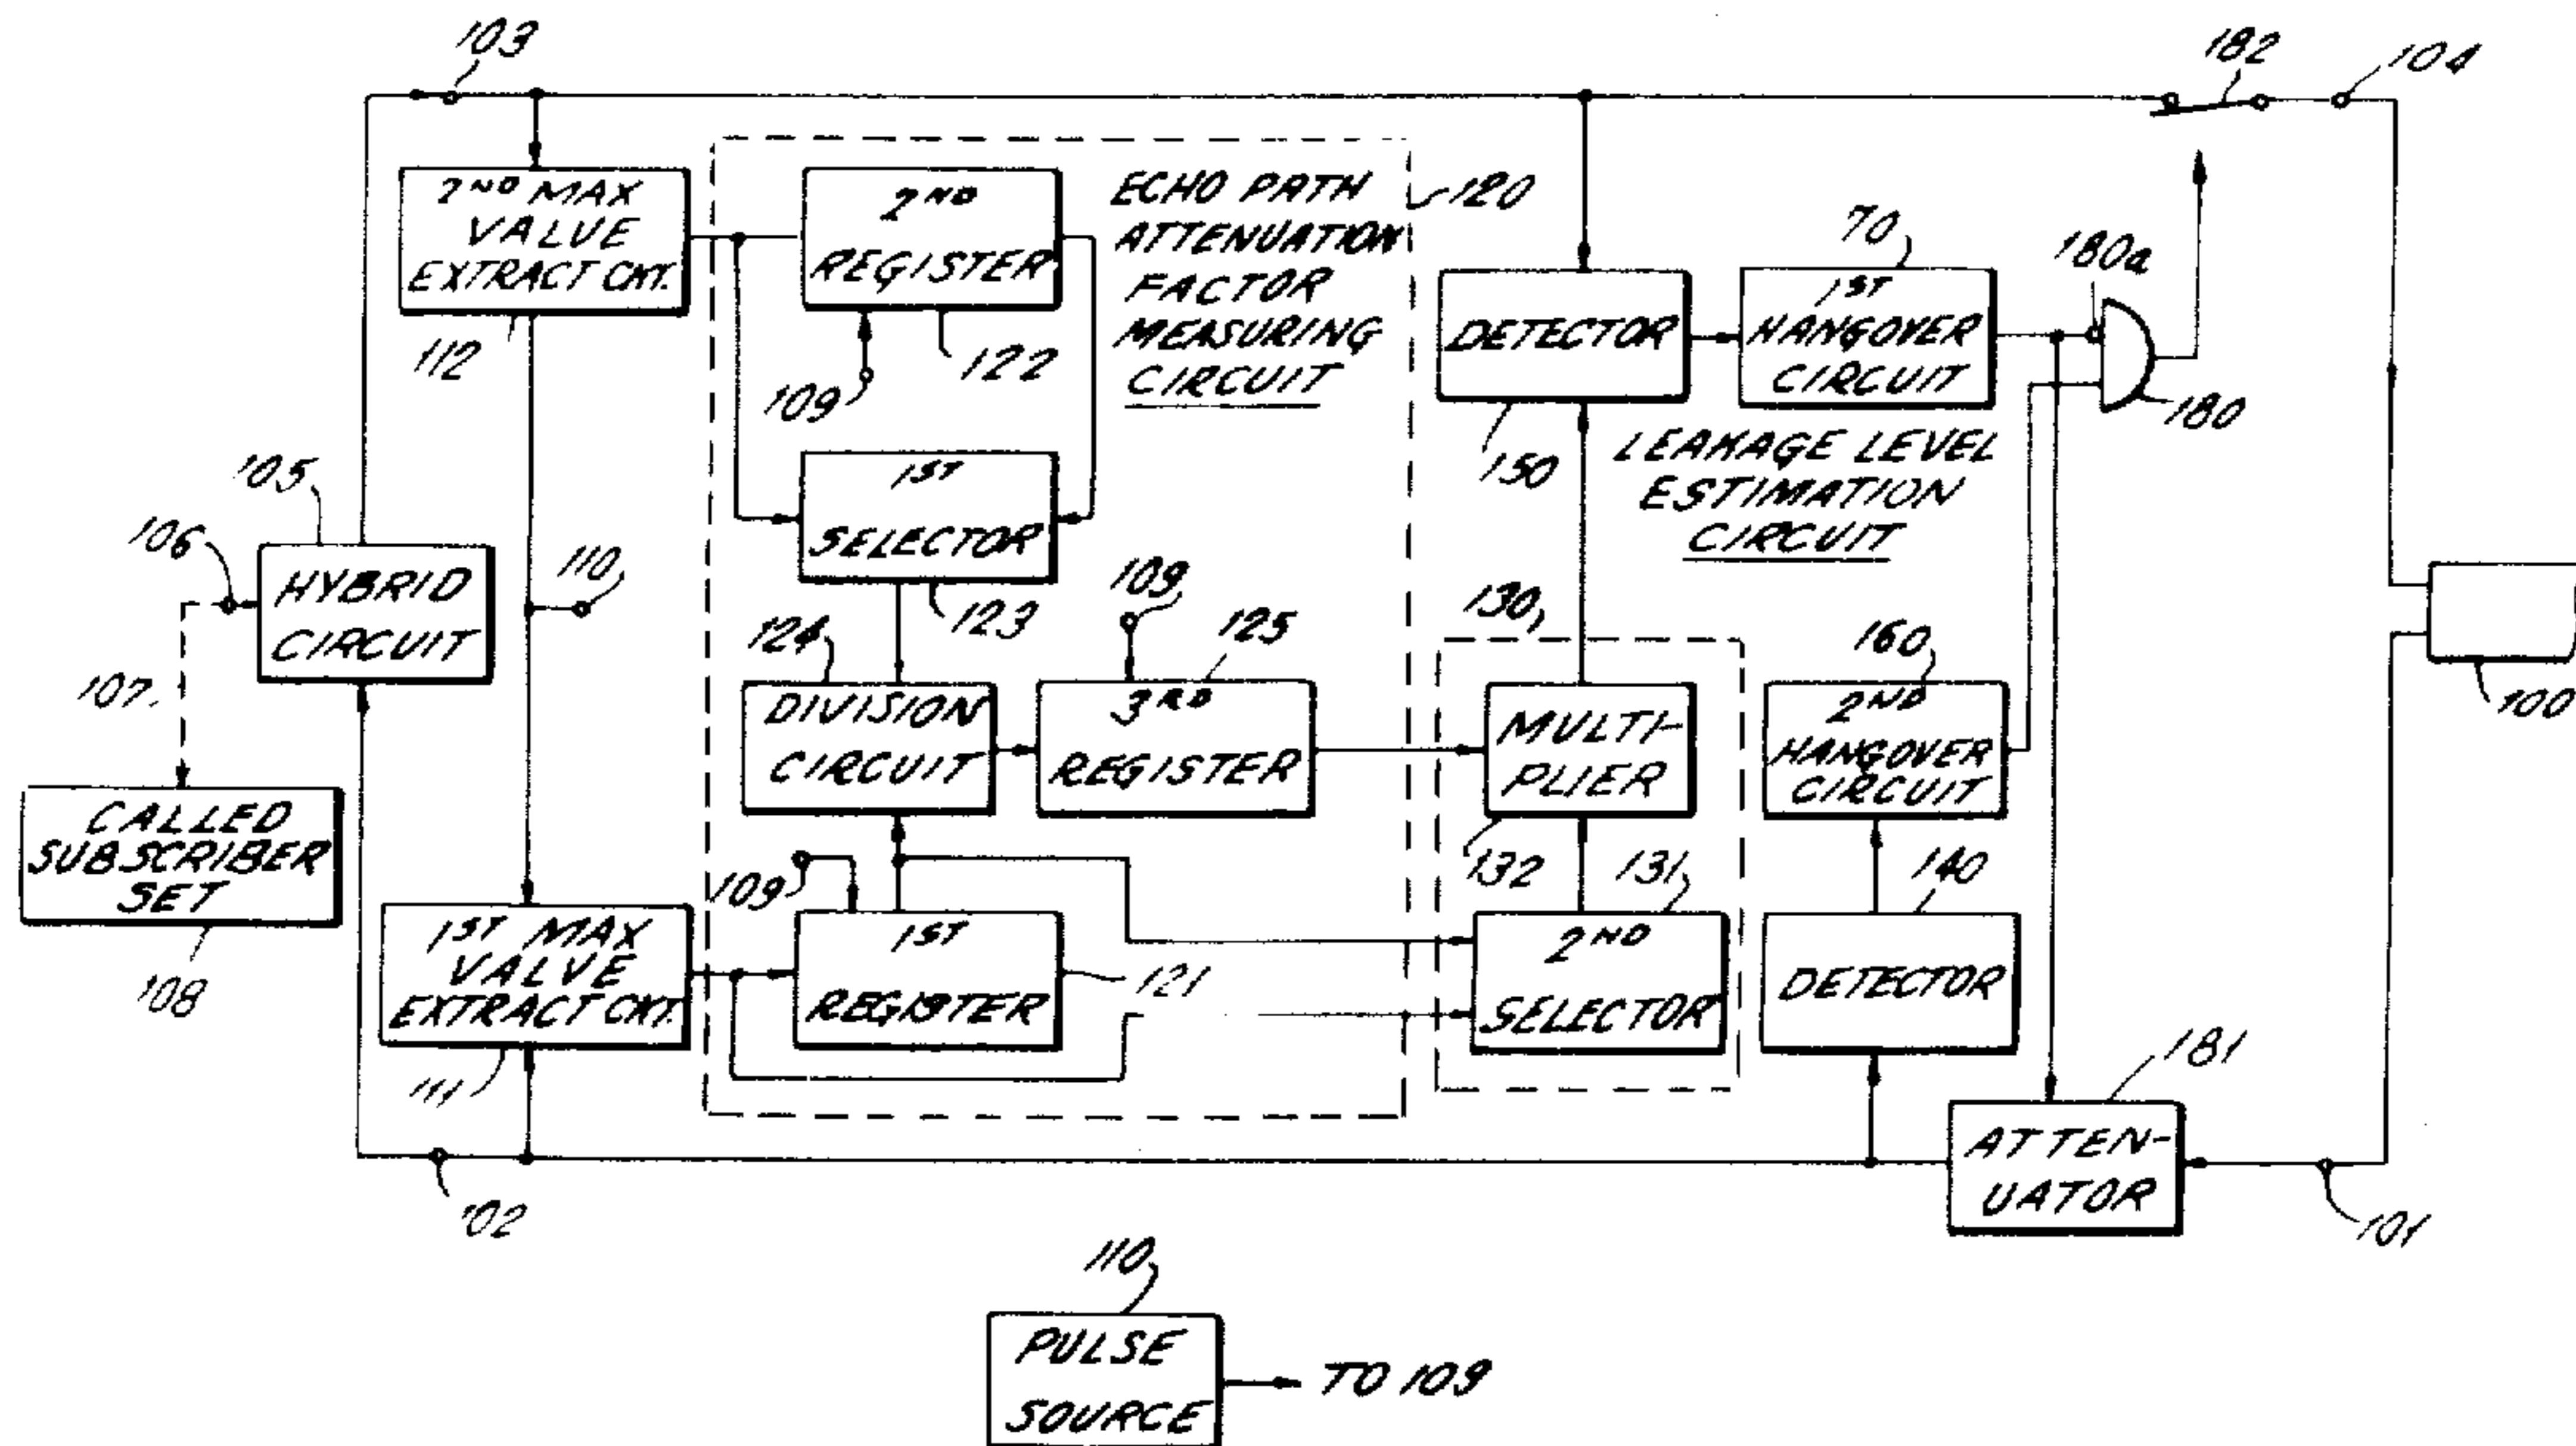 103
182
104
2ND MAX
VALVE
EXTRACT CKT.
112
2ND
REGISTER
122
109
ECHO PATH
ATTENUATION
FACTOR
MEASURING
CIRCUIT
120
DETECTOR
150
70
1ST
HANGOVER
CIRCUIT
180a
180
LEAKAGE LEVEL
ESTIMATION
CIRCUIT
105
106
HYBRID
CIRCUIT
110
1ST
SELECTOR
123
107
124
DIVISION
CIRCUIT
109
125
3RD
REGISTER
130
MULTI-
PLIER
132
160
2ND
HANGOVER
CIRCUIT
100
CALLED
SUBSCRIBER
SET
108
1ST MAX
VALVE
EXTRACT CKT.
111
109
1ST
REGISTER
121
131
2ND
SELECTOR
140
DETECTOR
181
ATTEN-
UATOR
101
102
110
PULSE
SOURCE
TO 109